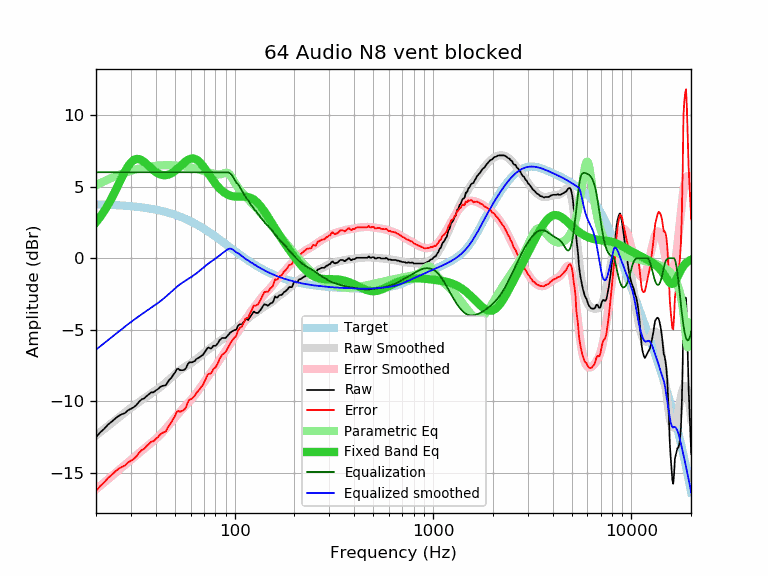 64 Audio N8 vent blocked
10
5
0
−5
−10
−15
Amplitude (dBr)
Target
Raw Smoothed
Error Smoothed
Raw
Error
Parametric Eq
Fixed Band Eq
Equalization
Equalized smoothed
100
1000
10000
Frequency (Hz)